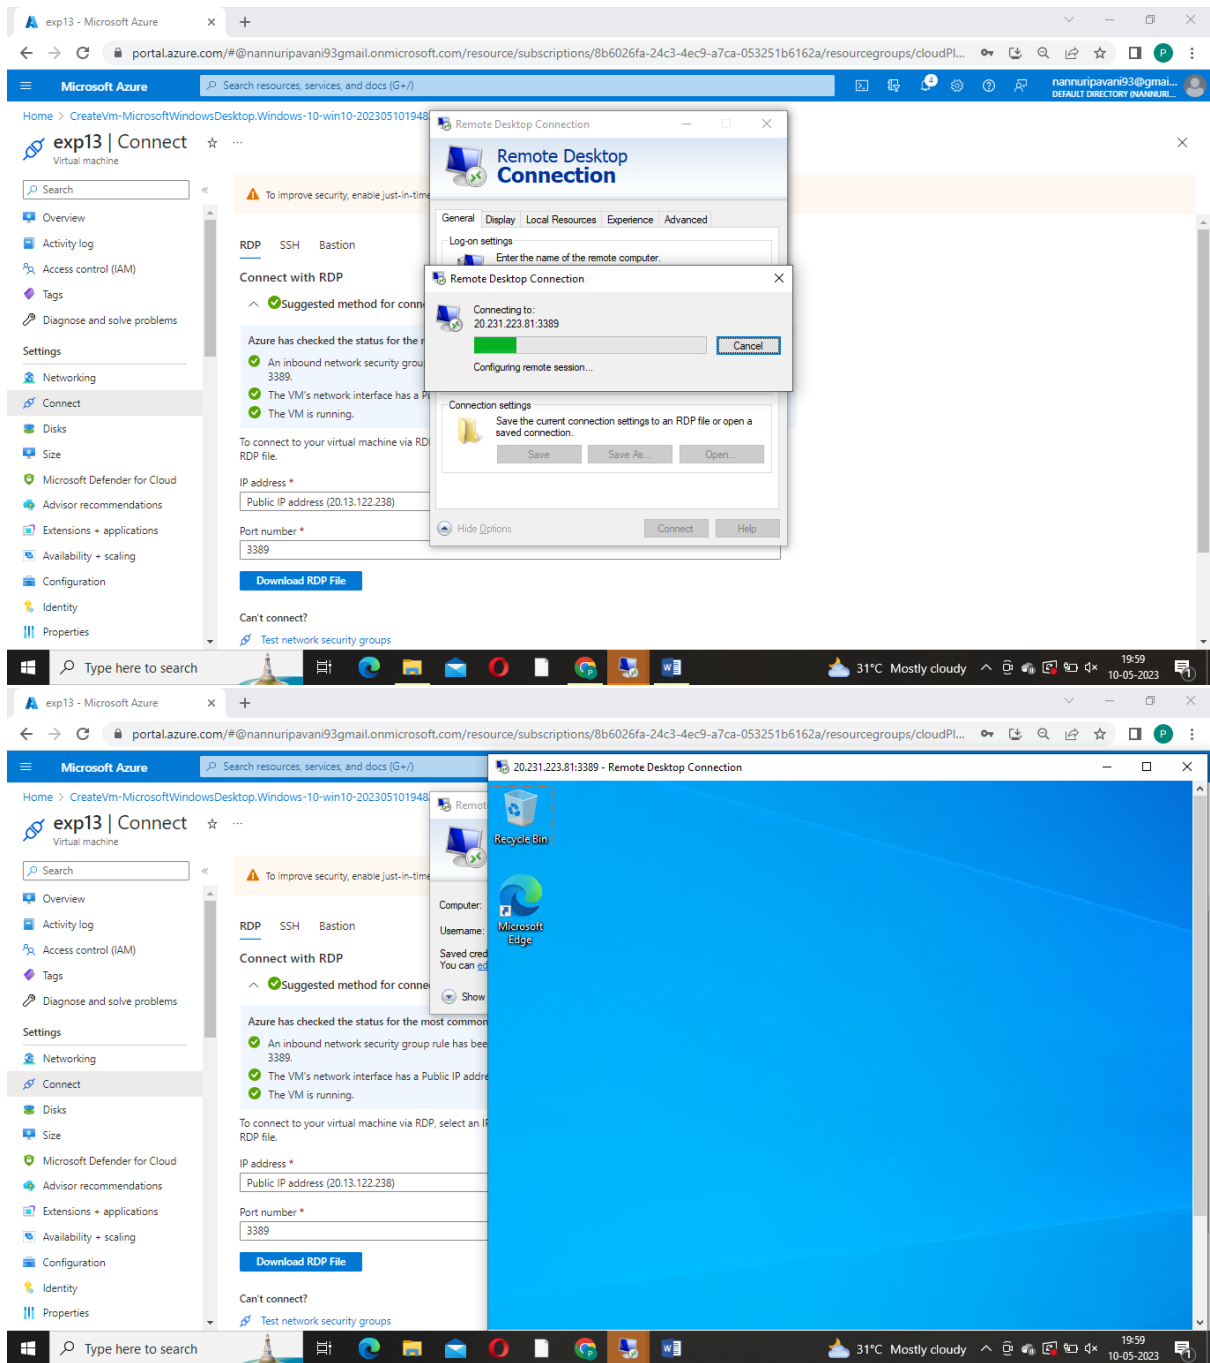 exp13 - Microsoft Azure
portal.azure.com/#@nannuripavani93gmail.onmicrosoft.com/resource/subscriptions/8b6026fa-24c3-4ec9-a7ca-053251b6162a/resourcegroups/cloudPl...
P
Microsoft Azure
Search resources, services, and docs (G+/)
4
nannuripavani93@gmai...
DEFAULT DIRECTORY (NANNURI...
Home > CreateVm-MicrosoftWindowsDesktop.Windows-10-win10-202305101948
exp13 | Connect
Virtual machine
Search
To improve security, enable just-in-time
Overview
Activity log
Access control (IAM)
Tags
Diagnose and solve problems
Settings
Networking
Connect
Disks
Size
Microsoft Defender for Cloud
Advisor recommendations
Extensions + applications
Availability + scaling
Configuration
Identity
Properties
RDP SSH Bastion
Connect with RDP
Suggested method for conn
Azure has checked the status for the r
An inbound network security grou
3389.
The VM's network interface has a P
The VM is running.
To connect to your virtual machine via RD
RDP file.
IP address *
Public IP address (20.13.122.238)
Port number *
3389
Download RDP File
Can't connect?
Test network security groups
Remote Desktop Connection
Remote Desktop
Connection
General Display Local Resources Experience Advanced
Log-on settings
Enter the name of the remote computer.
Remote Desktop Connection
Connecting to:
20.231.223.81:3389
Cancel
Configuring remote session...
Connection settings
Save the current connection settings to an RDP file or open a
saved connection.
Save Save As... Open...
Hide Options Connect Help
Type here to search
31°C Mostly cloudy
19:59
10-05-2023
1
exp13 - Microsoft Azure
portal.azure.com/#@nannuripavani93gmail.onmicrosoft.com/resource/subscriptions/8b6026fa-24c3-4ec9-a7ca-053251b6162a/resourcegroups/cloudPl...
P
Microsoft Azure
Search resources, services, and docs (G+/)
Home > CreateVm-MicrosoftWindowsDesktop.Windows-10-win10-202305101948
exp13 | Connect
Virtual machine
Search
To improve security, enable just-in-time
Overview
Activity log
Access control (IAM)
Tags
Diagnose and solve problems
Settings
Networking
Connect
Disks
Size
Microsoft Defender for Cloud
Advisor recommendations
Extensions + applications
Availability + scaling
Configuration
Identity
Properties
RDP SSH Bastion
Connect with RDP
Suggested method for conne
Azure has checked the status for the most common
An inbound network security group rule has bee
3389.
The VM's network interface has a Public IP addre
The VM is running.
To connect to your virtual machine via RDP, select an I
RDP file.
IP address *
Public IP address (20.13.122.238)
Port number *
3389
Download RDP File
Can't connect?
Test network security groups
Remot
Computer:
Username:
Saved cred
You can ed
Show
20.231.223.81:3389 - Remote Desktop Connection
Recycle Bin
Microsoft
Edge
Type here to search
31°C Mostly cloudy
19:59
10-05-2023
1